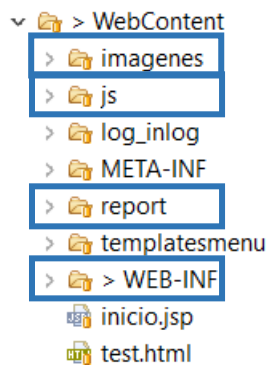 > WebContent
imagenes
js
log_inlog
META-INF
report
templatesmenu
> WEB-INF
inicio.jsp
test.html